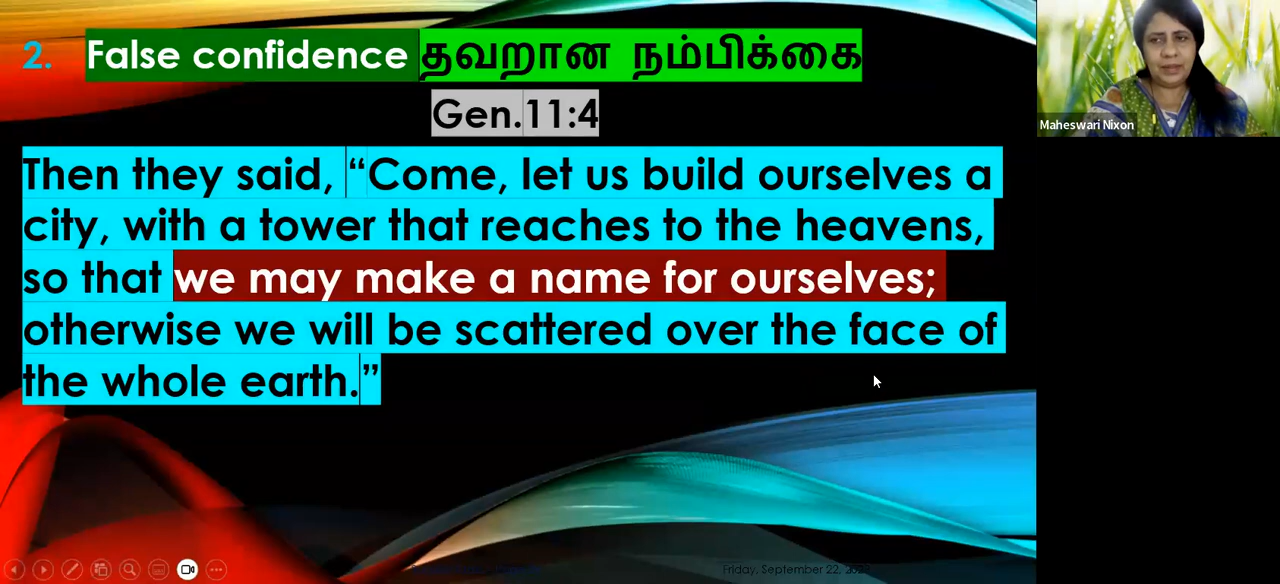 2. False confidence தவறான நம்பிக்கை
Gen.11:4
Then they said, “Come, let us build ourselves a
city, with a tower that reaches to the heavens,
so that we may make a name for ourselves;
otherwise we will be scattered over the face of
the whole earth.”
Maheswari Nixon
Friday, September 22,